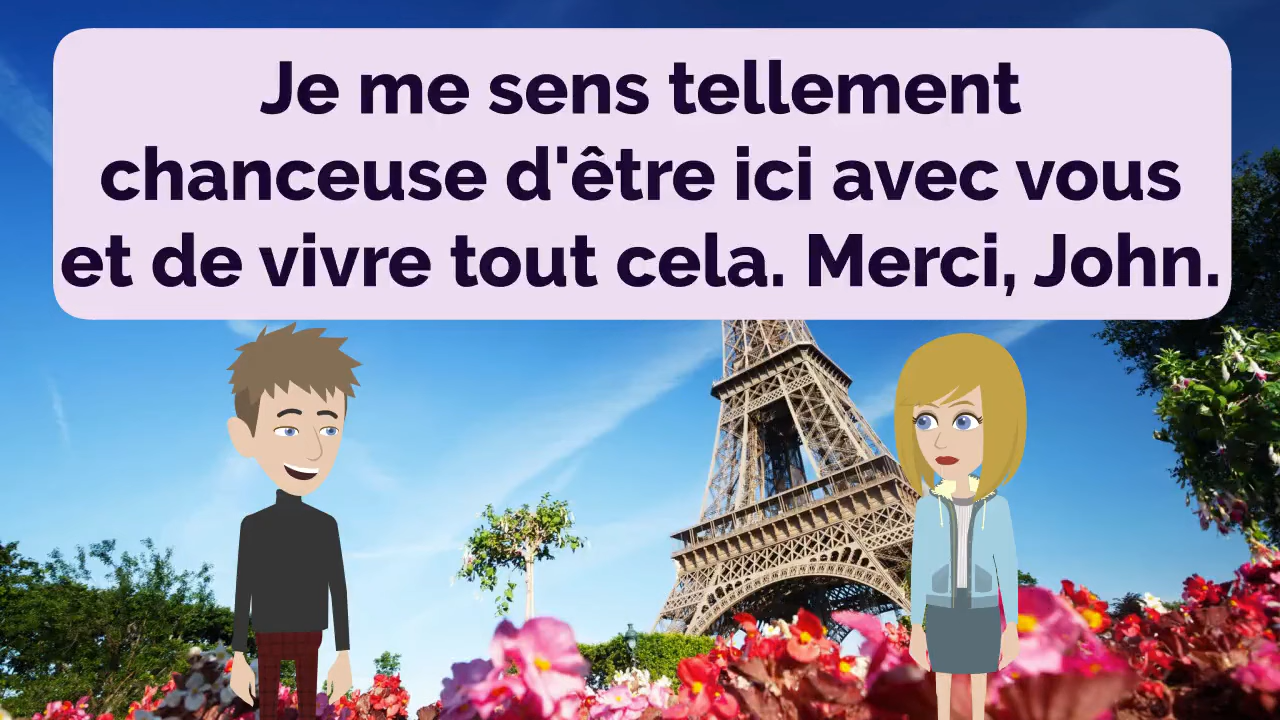 Je me sens tellement
chanceuse d'être ici avec vous
et de vivre tout cela. Merci, John.